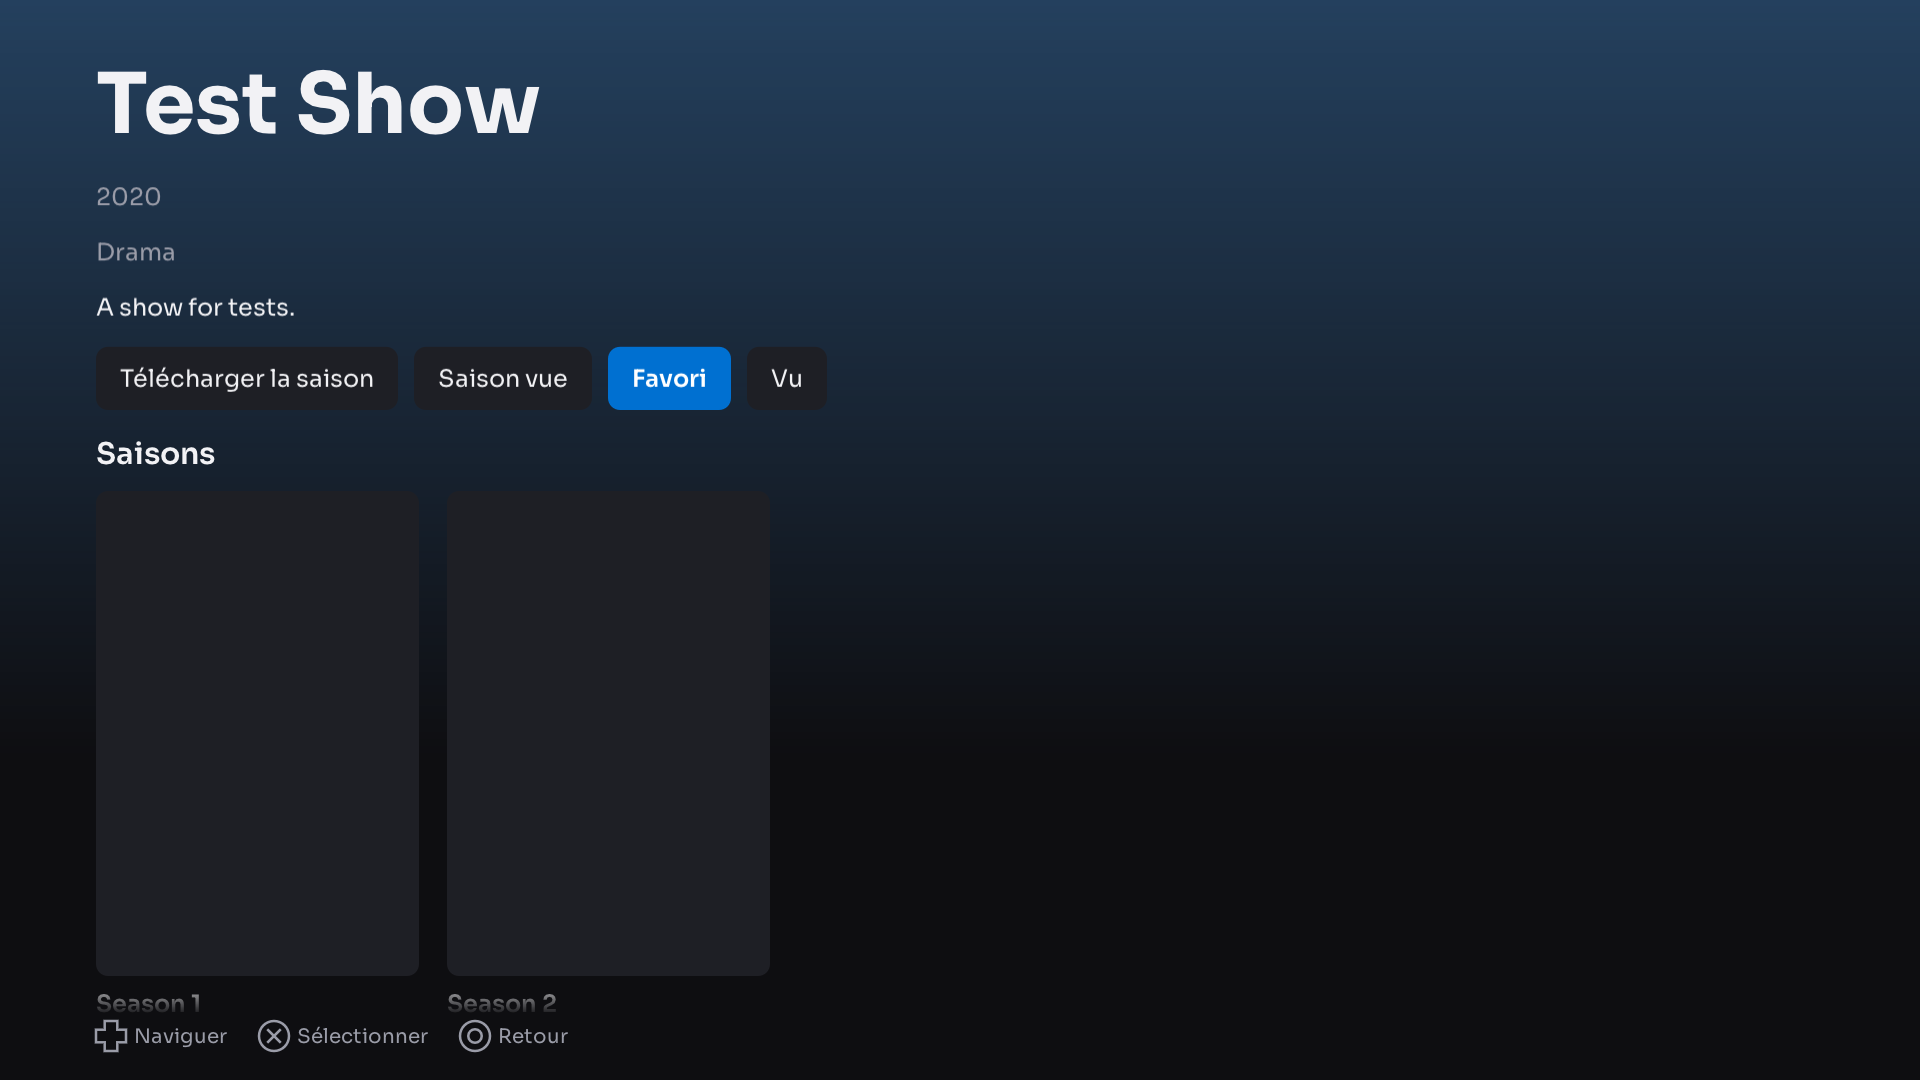 Test Show
2020
Drama
A show for tests.
Télécharger la saison Saison vue Favori Vu
Saisons
Season 1 Season 2
Naviguer Sélectionner Retour